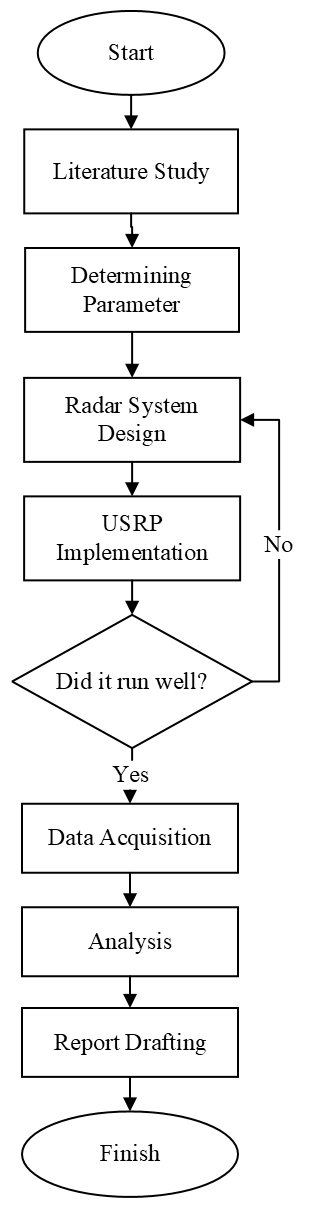 Start
Literature Study
Determining
Parameter
Radar System
Design
USRP
Implementation
No
Did it run well?
Yes
Data Acquisition
Analysis
Report Drafting
Finish